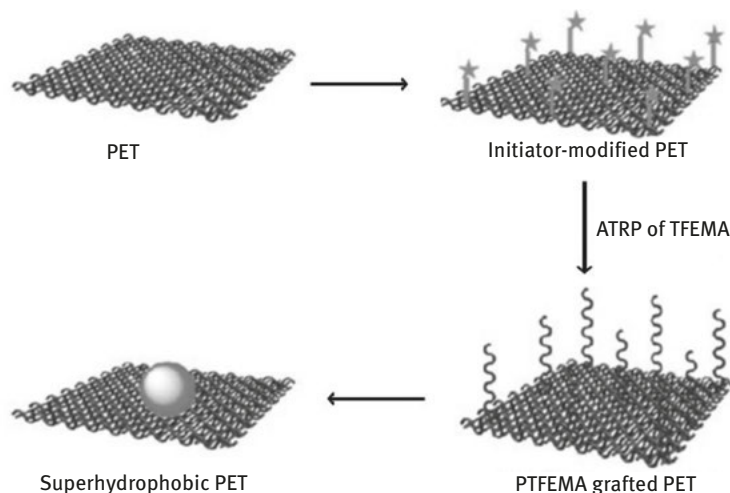 PET
Initiator-modified PET
ATRP of TFEMA
Superhydrophobic PET
PTFEMA grafted PET